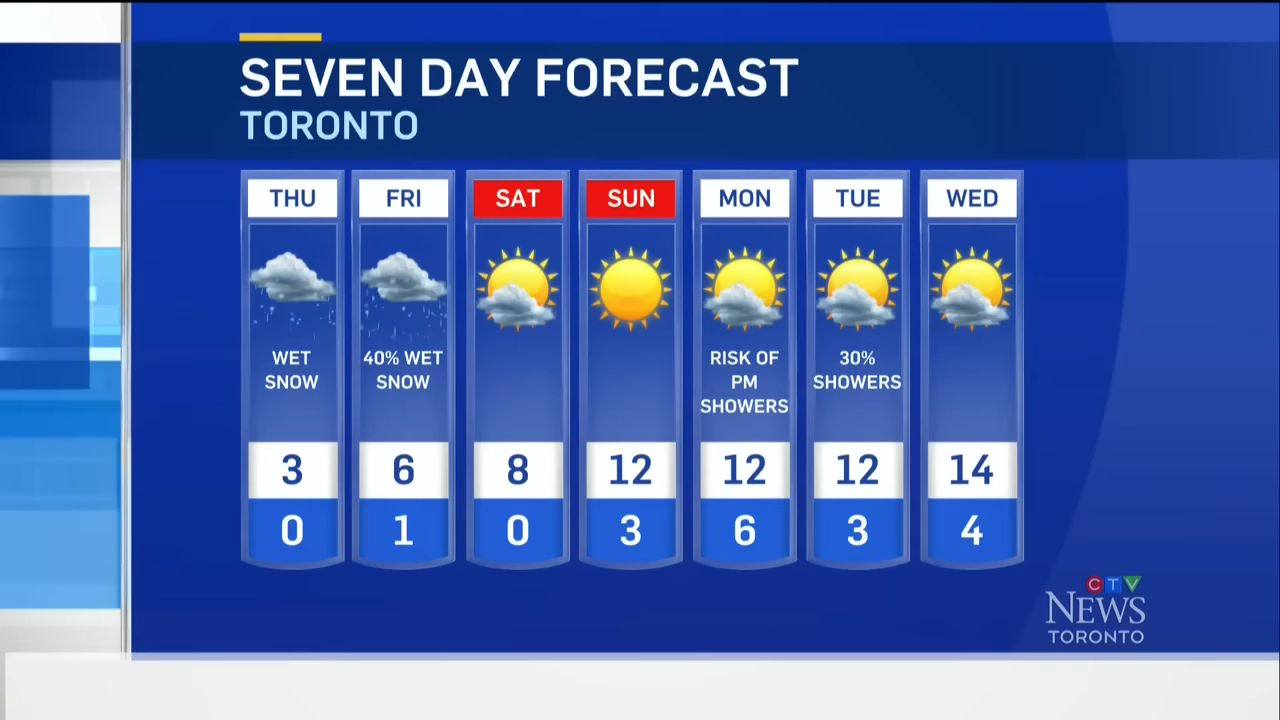 SEVEN DAY FORECAST
TORONTO
THU FRI SAT SUN MON TUE WED
WET
SNOW
40% WET
SNOW
RISK OF
PM
SHOWERS
30%
SHOWERS
3 6 8 12 12 12 14
0 1 0 3 6 3 4
CTV
NEWS
TORONTO